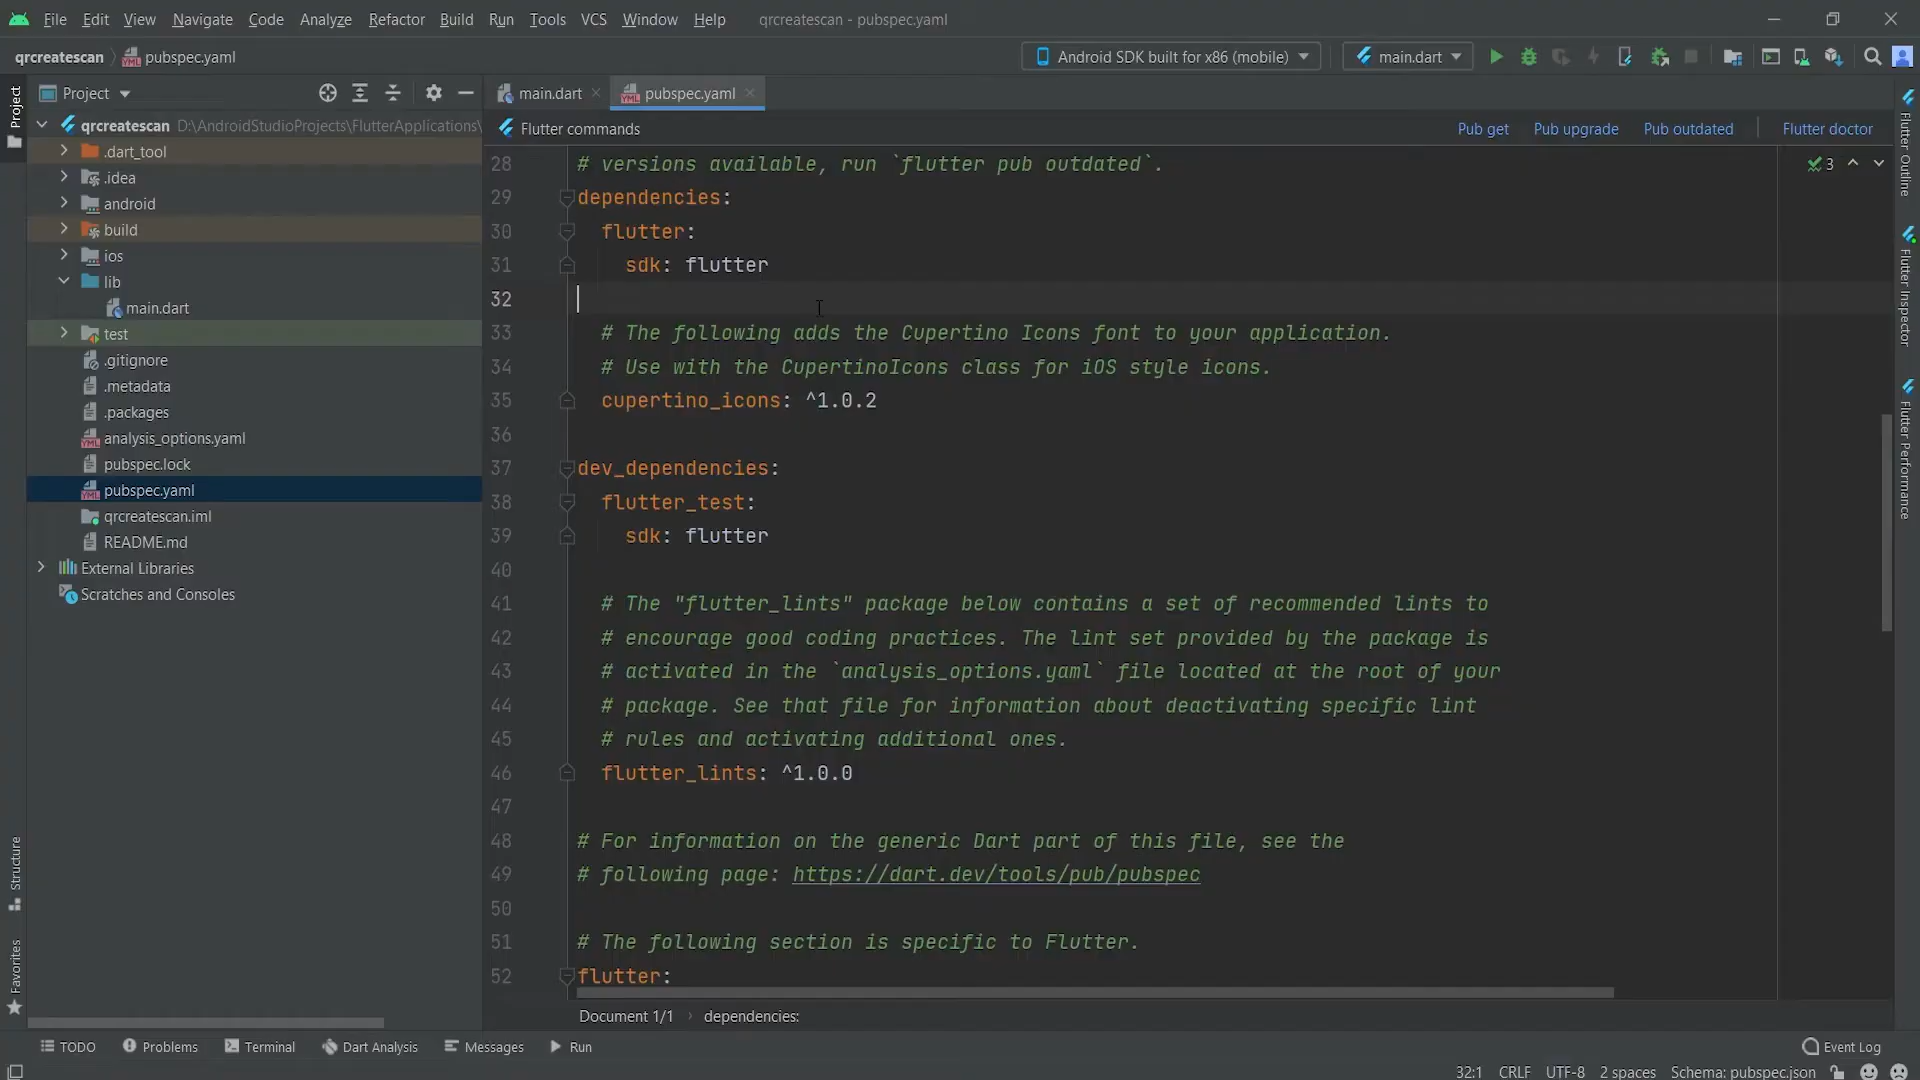 File Edit View Navigate Code Analyze Refactor Build Run Tools VCS Window Help qrcreatescan - pubspec.yaml
qrcreatescan pubspec.yaml Android SDK built for x86 (mobile) main.dart
Project main.dart pubspec.yaml
Flutter commands Pub get Pub upgrade Pub outdated Flutter doctor
Project
qrcreatescan D:\AndroidStudioProjects\FlutterApplications\
.dart_tool
.idea
android
build
ios
lib
main.dart
test
.gitignore
.metadata
.packages
analysis_options.yaml
pubspec.lock
pubspec.yaml
qrcreatescan.iml
README.md
External Libraries
Scratches and Consoles
Structure
Favorites
28 # versions available, run `flutter pub outdated`.
29 dependencies:
30 flutter:
31 sdk: flutter
32
33 # The following adds the Cupertino Icons font to your application.
34 # Use with the CupertinoIcons class for iOS style icons.
35 cupertino_icons: ^1.0.2
36
37 dev_dependencies:
38 flutter_test:
39 sdk: flutter
40
41 # The "flutter_lints" package below contains a set of recommended lints to
42 # encourage good coding practices. The lint set provided by the package is
43 # activated in the `analysis_options.yaml` file located at the root of your
44 # package. See that file for information about deactivating specific lint
45 # rules and activating additional ones.
46 flutter_lints: ^1.0.0
47
48 # For information on the generic Dart part of this file, see the
49 # following page: https://dart.dev/tools/pub/pubspec
50
51 # The following section is specific to Flutter.
52 flutter:
3
Flutter Outline
Flutter Inspector
Flutter Performance
Document 1/1 dependencies:
TODO Problems Terminal Dart Analysis Messages Run Event Log
32:1 CRLF UTF-8 2 spaces Schema: pubspec.json